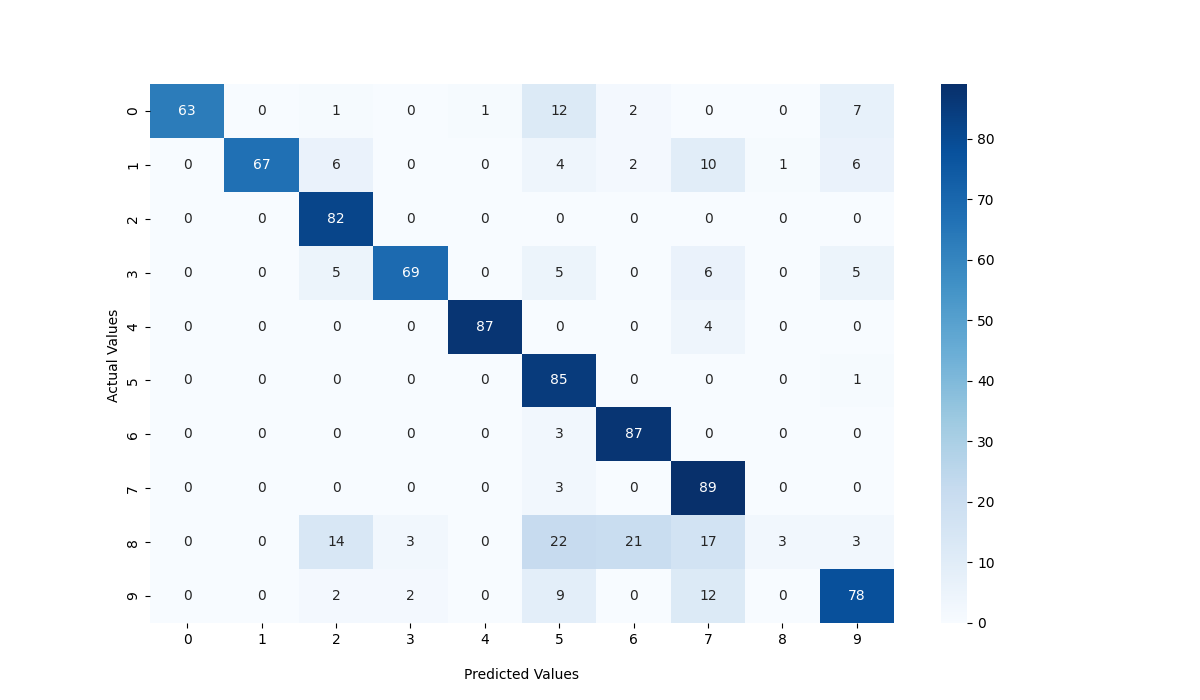 0 63 0 1 0 1 12 2 0 0 7
1 0 67 6 0 0 4 2 10 1 6
2 0 0 82 0 0 0 0 0 0 0
3 0 0 5 69 0 5 0 6 0 5
4 0 0 0 0 87 0 0 4 0 0
5 0 0 0 0 0 85 0 0 0 1
6 0 0 0 0 0 3 87 0 0 0
7 0 0 0 0 0 3 0 89 0 0
8 0 0 14 3 0 22 21 17 3 3
9 0 0 2 2 0 9 0 12 0 78
0 1 2 3 4 5 6 7 8 9
Predicted Values
Actual Values
80
70
60
50
40
30
20
10
0